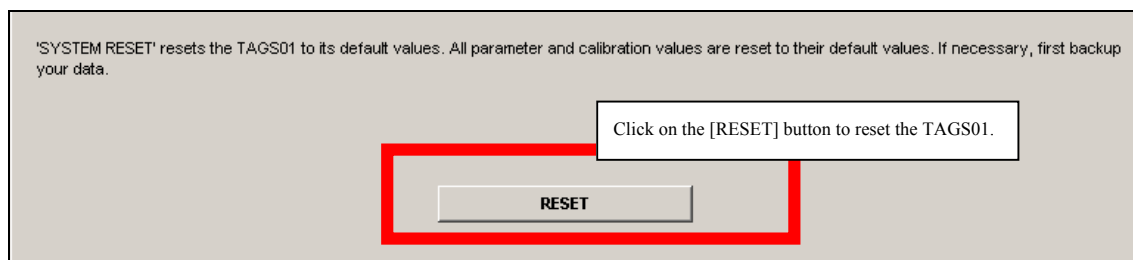 'SYSTEM RESET' resets the TAGS01 to its default values. All parameter and calibration values are reset to their default values. If necessary, first backup
your data.
Click on the [RESET] button to reset the TAGS01.
RESET